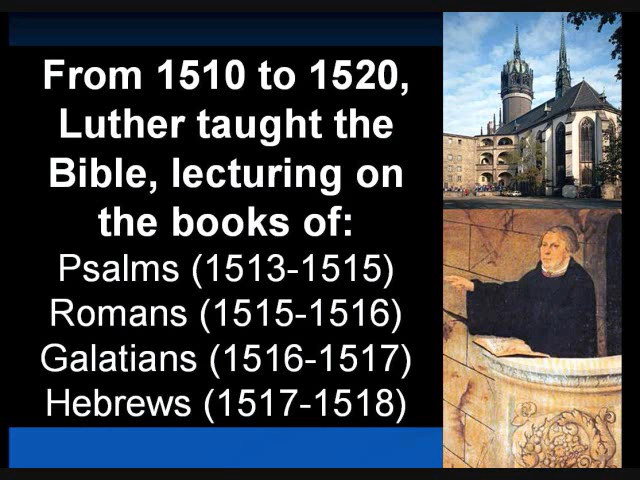 From 1510 to 1520,
Luther taught the
Bible, lecturing on
the books of:
Psalms (1513-1515)
Romans (1515-1516)
Galatians (1516-1517)
Hebrews (1517-1518)